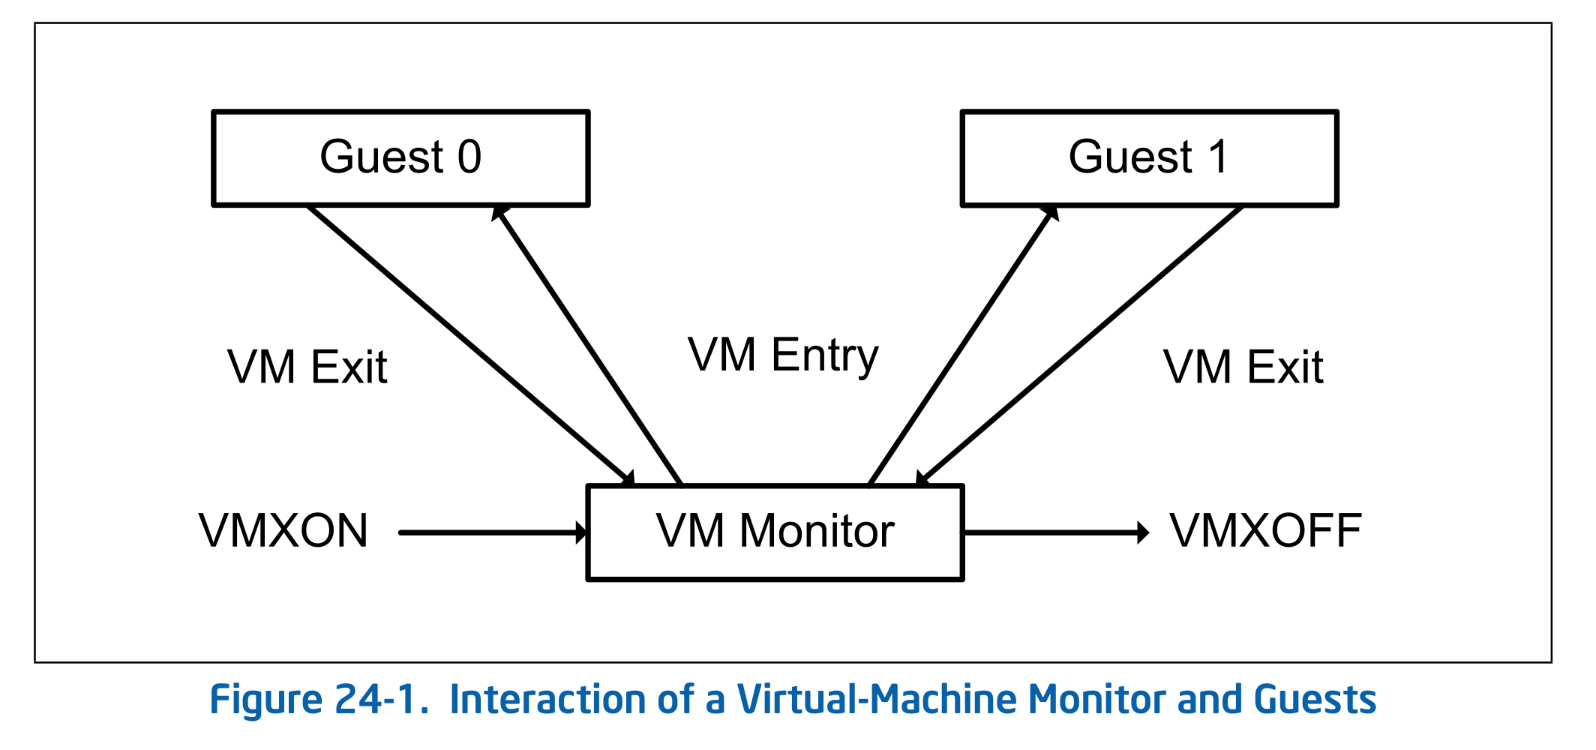 Guest 0
Guest 1
VM Exit
VM Entry
VM Exit
VMXON
VM Monitor
VMXOFF
Figure 24-1. Interaction of a Virtual-Machine Monitor and Guests